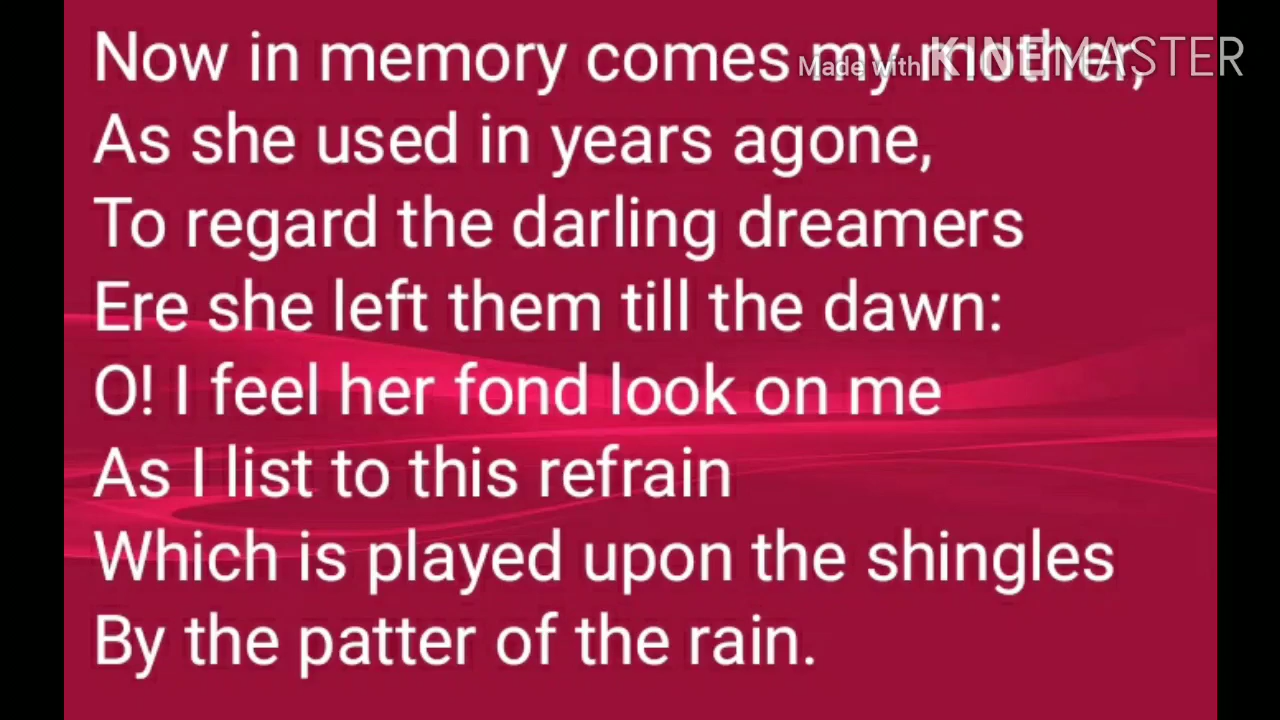 Now in memory comes my mother,
Made with KINEMASTER
As she used in years agone,
To regard the darling dreamers
Ere she left them till the dawn:
O! I feel her fond look on me
As I list to this refrain
Which is played upon the shingles
By the patter of the rain.